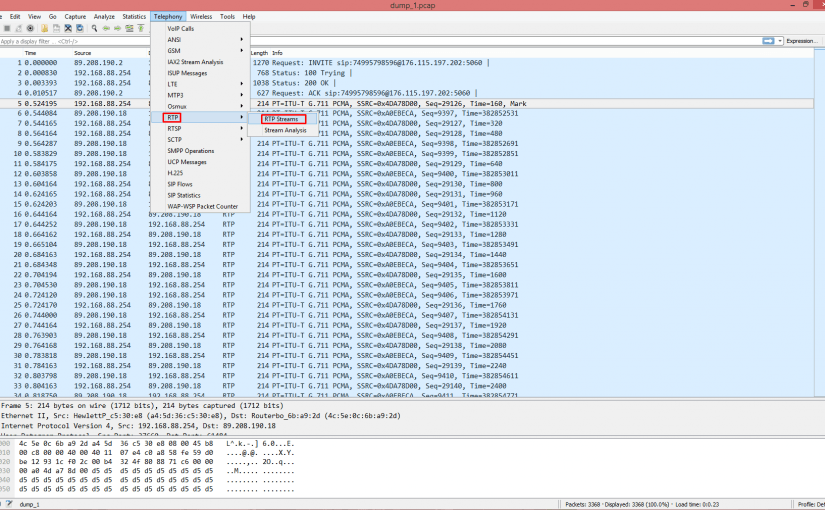 dump_1.pcap
Edit View Go Capture Analyze Statistics Telephony Wireless Tools Help
Apply a display filter ... <Ctrl-/>
Expression...
VoIP Calls
ANSI
GSM
IAX2 Stream Analysis
ISUP Messages
LTE
MTP3
Osmux
RTP
RTSP
SCTP
SMPP Operations
UCP Messages
H.225
SIP Flows
SIP Statistics
WAP-WSP Packet Counter
RTP Streams
Stream Analysis
Time Source Length Info
1 0.000000 89.208.190.2 1270 Request: INVITE sip:74995798596@176.115.197.202:5060 |
2 0.000830 192.168.88.254 768 Status: 100 Trying |
3 0.003393 192.168.88.254 1038 Status: 200 OK |
4 0.010517 89.208.190.2 627 Request: ACK sip:74995798596@176.115.197.202:5060 |
5 0.524195 192.168.88.254 214 PT=ITU-T G.711 PCMA, SSRC=0x4DA78D00, Seq=29126, Time=160, Mark
6 0.544084 89.208.190.18 214 PT=ITU-T G.711 PCMA, SSRC=0xA0EBECA, Seq=9397, Time=382852531
7 0.544165 192.168.88.254 214 PT=ITU-T G.711 PCMA, SSRC=0x4DA78D00, Seq=29127, Time=320
8 0.564164 192.168.88.254 214 PT=ITU-T G.711 PCMA, SSRC=0x4DA78D00, Seq=29128, Time=480
9 0.564287 89.208.190.18 214 PT=ITU-T G.711 PCMA, SSRC=0xA0EBECA, Seq=9398, Time=382852691
10 0.583829 89.208.190.18 214 PT=ITU-T G.711 PCMA, SSRC=0xA0EBECA, Seq=9399, Time=382852851
11 0.584175 192.168.88.254 214 PT=ITU-T G.711 PCMA, SSRC=0x4DA78D00, Seq=29129, Time=640
12 0.603858 89.208.190.18 214 PT=ITU-T G.711 PCMA, SSRC=0xA0EBECA, Seq=9400, Time=382853011
13 0.604164 192.168.88.254 214 PT=ITU-T G.711 PCMA, SSRC=0x4DA78D00, Seq=29130, Time=800
14 0.624165 192.168.88.254 214 PT=ITU-T G.711 PCMA, SSRC=0x4DA78D00, Seq=29131, Time=960
15 0.624203 89.208.190.18 214 PT=ITU-T G.711 PCMA, SSRC=0xA0EBECA, Seq=9401, Time=382853171
16 0.644164 192.168.88.254 89.208.190.18 RTP 214 PT=ITU-T G.711 PCMA, SSRC=0x4DA78D00, Seq=29132, Time=1120
17 0.644252 89.208.190.18 192.168.88.254 RTP 214 PT=ITU-T G.711 PCMA, SSRC=0xA0EBECA, Seq=9402, Time=382853331
18 0.664162 192.168.88.254 89.208.190.18 RTP 214 PT=ITU-T G.711 PCMA, SSRC=0x4DA78D00, Seq=29133, Time=1280
19 0.665104 89.208.190.18 192.168.88.254 RTP 214 PT=ITU-T G.711 PCMA, SSRC=0xA0EBECA, Seq=9403, Time=382853491
20 0.684163 192.168.88.254 89.208.190.18 RTP 214 PT=ITU-T G.711 PCMA, SSRC=0x4DA78D00, Seq=29134, Time=1440
21 0.684348 89.208.190.18 192.168.88.254 RTP 214 PT=ITU-T G.711 PCMA, SSRC=0xA0EBECA, Seq=9404, Time=382853651
22 0.704194 192.168.88.254 89.208.190.18 RTP 214 PT=ITU-T G.711 PCMA, SSRC=0x4DA78D00, Seq=29135, Time=1600
23 0.704530 89.208.190.18 192.168.88.254 RTP 214 PT=ITU-T G.711 PCMA, SSRC=0xA0EBECA, Seq=9405, Time=382853811
24 0.724120 89.208.190.18 192.168.88.254 RTP 214 PT=ITU-T G.711 PCMA, SSRC=0xA0EBECA, Seq=9406, Time=382853971
25 0.724170 192.168.88.254 89.208.190.18 RTP 214 PT=ITU-T G.711 PCMA, SSRC=0x4DA78D00, Seq=29136, Time=1760
26 0.744000 89.208.190.18 192.168.88.254 RTP 214 PT=ITU-T G.711 PCMA, SSRC=0xA0EBECA, Seq=9407, Time=382854131
27 0.744164 192.168.88.254 89.208.190.18 RTP 214 PT=ITU-T G.711 PCMA, SSRC=0x4DA78D00, Seq=29137, Time=1920
28 0.763903 89.208.190.18 192.168.88.254 RTP 214 PT=ITU-T G.711 PCMA, SSRC=0xA0EBECA, Seq=9408, Time=382854291
29 0.764168 192.168.88.254 89.208.190.18 RTP 214 PT=ITU-T G.711 PCMA, SSRC=0x4DA78D00, Seq=29138, Time=2080
30 0.783818 89.208.190.18 192.168.88.254 RTP 214 PT=ITU-T G.711 PCMA, SSRC=0xA0EBECA, Seq=9409, Time=382854451
31 0.784163 192.168.88.254 89.208.190.18 RTP 214 PT=ITU-T G.711 PCMA, SSRC=0x4DA78D00, Seq=29139, Time=2240
32 0.803798 89.208.190.18 192.168.88.254 RTP 214 PT=ITU-T G.711 PCMA, SSRC=0xA0EBECA, Seq=9410, Time=382854611
33 0.804163 192.168.88.254 89.208.190.18 RTP 214 PT=ITU-T G.711 PCMA, SSRC=0x4DA78D00, Seq=29140, Time=2400
Frame 5: 214 bytes on wire (1712 bits), 214 bytes captured (1712 bits)
Ethernet II, Src: HewlettP_c5:30:e8 (a4:5d:36:c5:30:e8), Dst: Routerbo_6b:a9:2d (4c:5e:0c:6b:a9:2d)
Internet Protocol Version 4, Src: 192.168.88.254, Dst: 89.208.190.18
4c 5e 0c 6b a9 2d a4 5d 36 c5 30 e8 08 00 45 b8 L^.k.-.] 6.0...E.
00 c8 00 00 40 00 40 11 07 e4 c0 a8 58 fe 59 d0 ....@.@. ....X.Y.
be 12 93 1c f0 2c 00 b4 32 4f 80 88 71 c6 00 00 .....,.. 2O..q...
00 a0 4d a7 8d 00 d5 d5 d5 d5 d5 d5 d5 d5 d5 d5 ..M..... ........
d5 d5 d5 d5 d5 d5 d5 d5 d5 d5 d5 d5 d5 d5 d5 d5 ........ ........
d5 d5 d5 d5 d5 d5 d5 d5 d5 d5 d5 d5 d5 d5 d5 d5 ........ ........
dump_1 Packets: 3368 · Displayed: 3368 (100.0%) · Load time: 0:0.23 Profile: Def